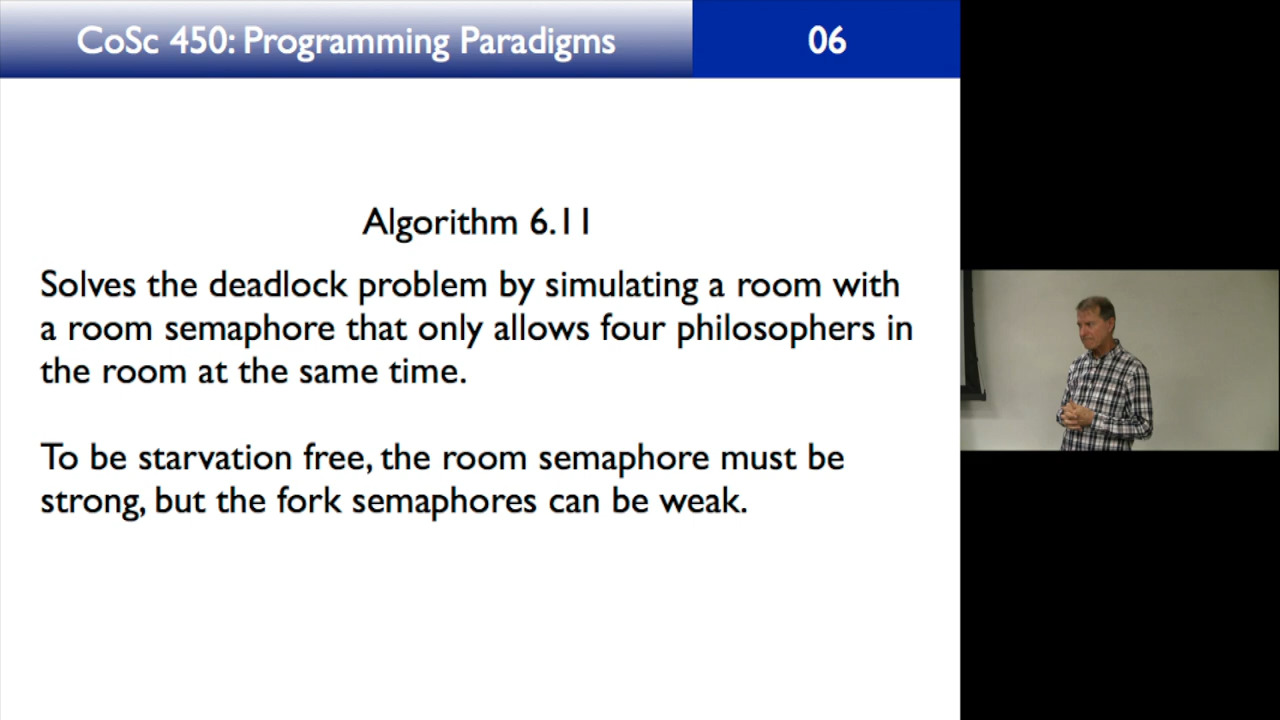 CoSc 450: Programming Paradigms
06
Algorithm 6.11
Solves the deadlock problem by simulating a room with
a room semaphore that only allows four philosophers in
the room at the same time.
To be starvation free, the room semaphore must be
strong, but the fork semaphores can be weak.